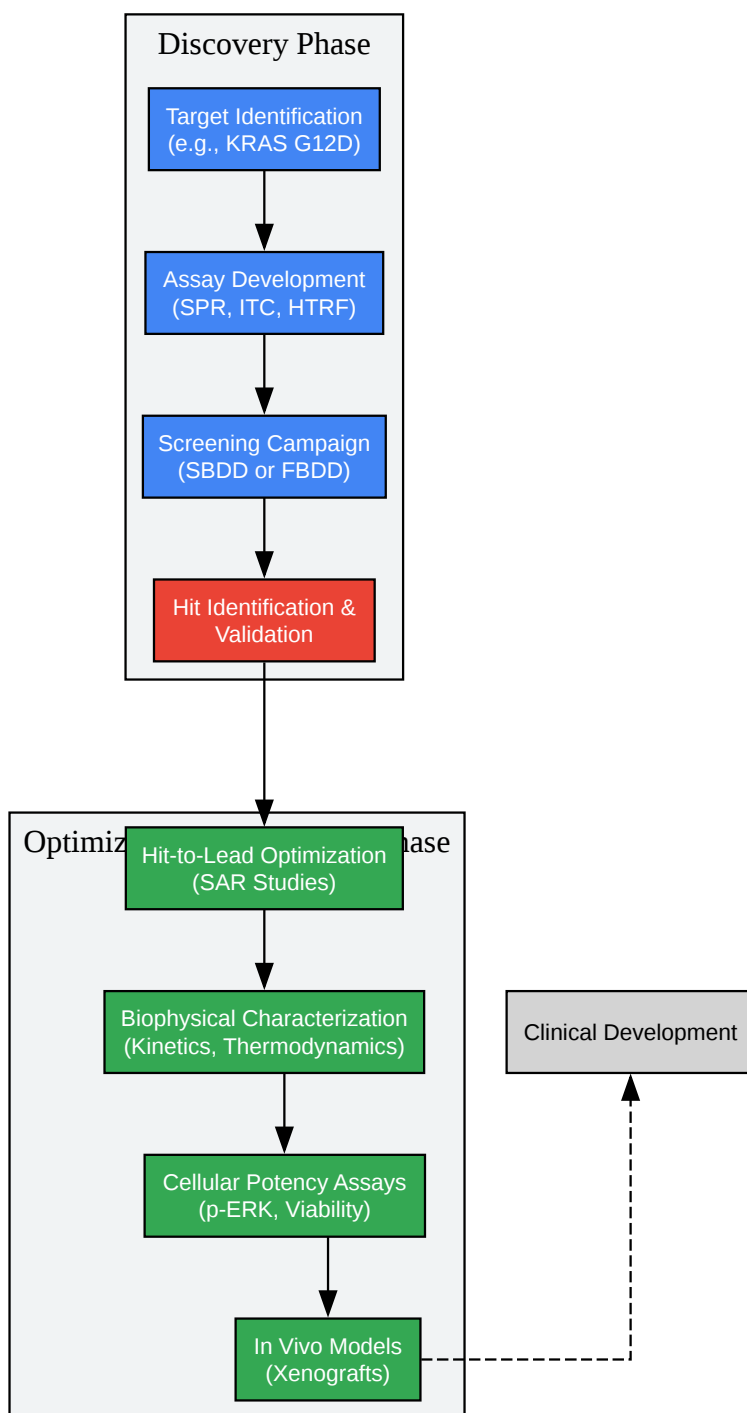 Discovery Phase
Target Identification
(e.g., KRAS G12D)
Assay Development
(SPR, ITC, HTRF)
Screening Campaign
(SBDD or FBDD)
Hit Identification &
Validation
Optimiz hase
Hit-to-Lead Optimization
(SAR Studies)
Biophysical Characterization
(Kinetics, Thermodynamics)
Clinical Development
Cellular Potency Assays
(p-ERK, Viability)
In Vivo Models
(Xenografts)